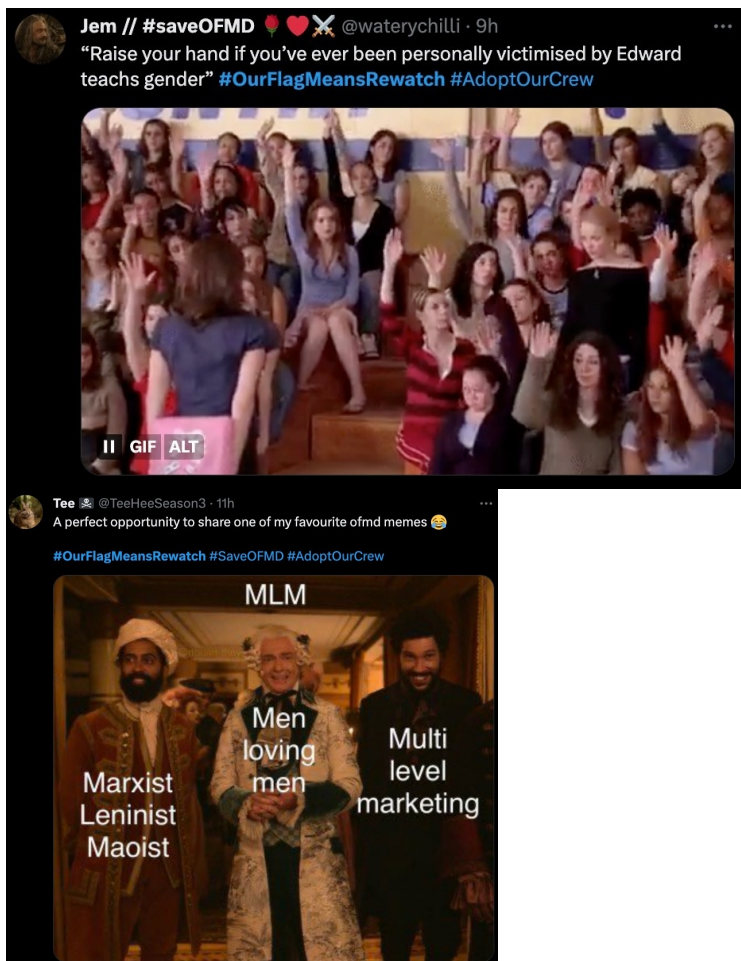 Jem // #saveOFMD 🌹❤️⚔️ @waterychilli · 9h
“Raise your hand if you’ve ever been personally victimised by Edward
teachs gender” #OurFlagMeansRewatch #AdoptOurCrew
GIF ALT
Tee 🏴‍☠️ @TeeHeeSeason3 · 11h
A perfect opportunity to share one of my favourite ofmd memes 😂
#OurFlagMeansRewatch #SaveOFMD #AdoptOurCrew
MLM
Marxist
Leninist
Maoist
Men
loving
men
Multi
level
marketing